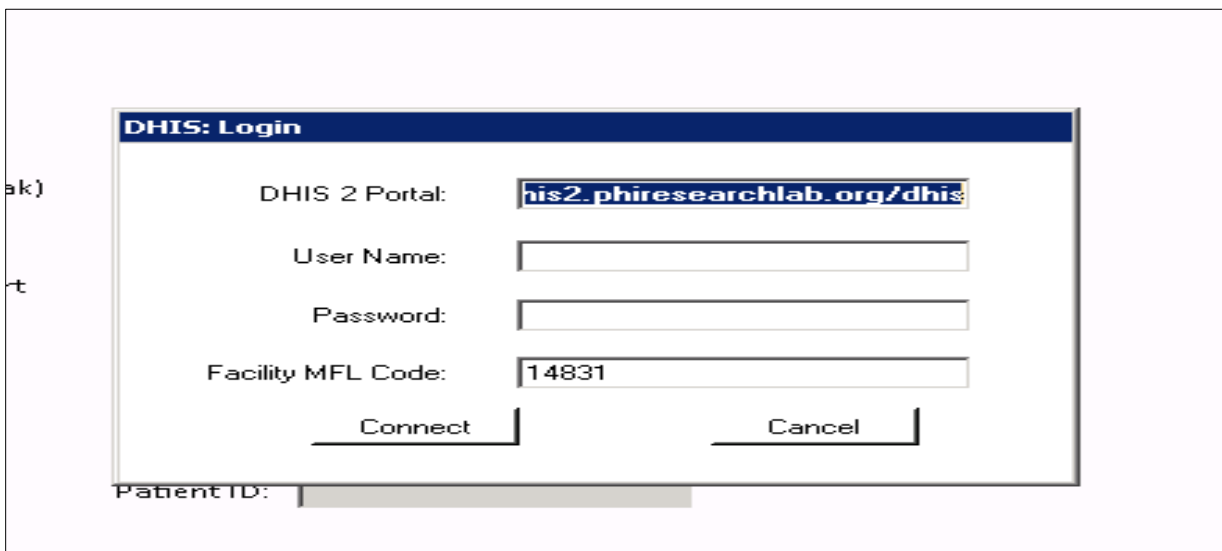 DHIS: Login
ak)
DHIS 2 Portal: his2.phiresearchlab.org/dhis
User Name:
rt
Password:
Facility MFL Code: 14831
Connect Cancel
Patient ID: